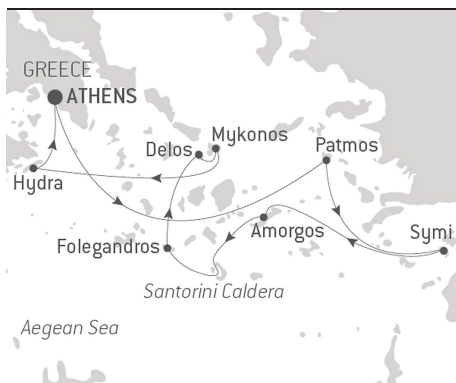 GREECE
ATHENS
Mykonos
Delos
Patmos
Hydra
Amorgos
Symi
Folegandros
Santorini Caldera
Aegean Sea